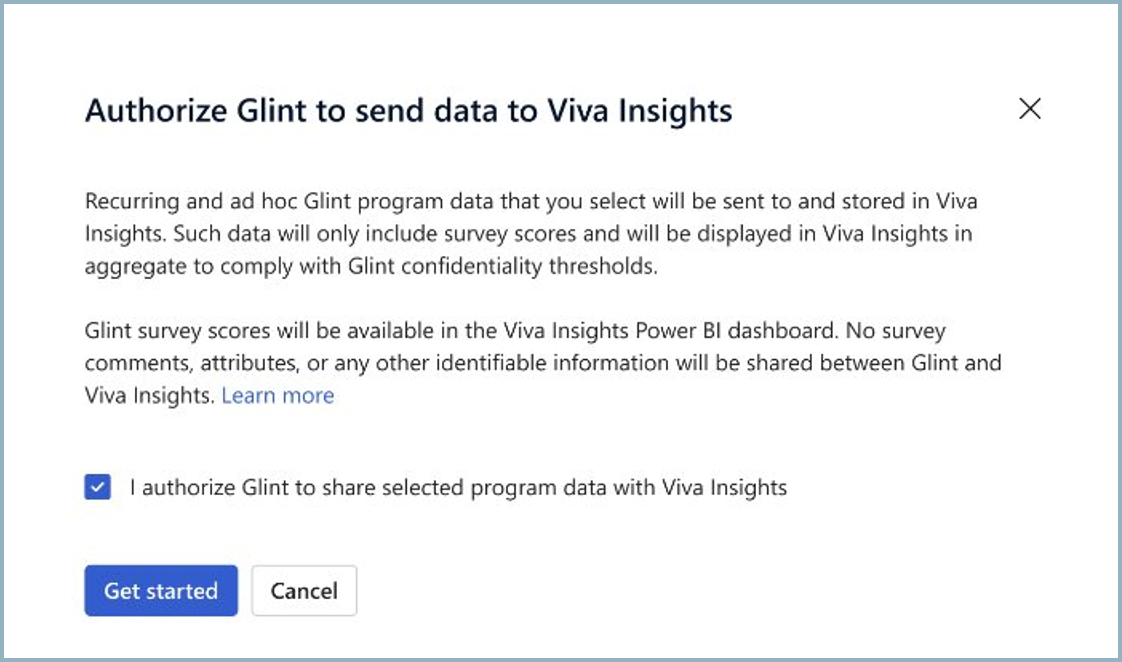 Authorize Glint to send data to Viva Insights
Recurring and ad hoc Glint program data that you select will be sent to and stored in Viva
Insights. Such data will only include survey scores and will be displayed in Viva Insights in
aggregate to comply with Glint confidentiality thresholds.
Glint survey scores will be available in the Viva Insights Power BI dashboard. No survey
comments, attributes, or any other identifiable information will be shared between Glint and
Viva Insights. Learn more
I authorize Glint to share selected program data with Viva Insights
Get started
Cancel